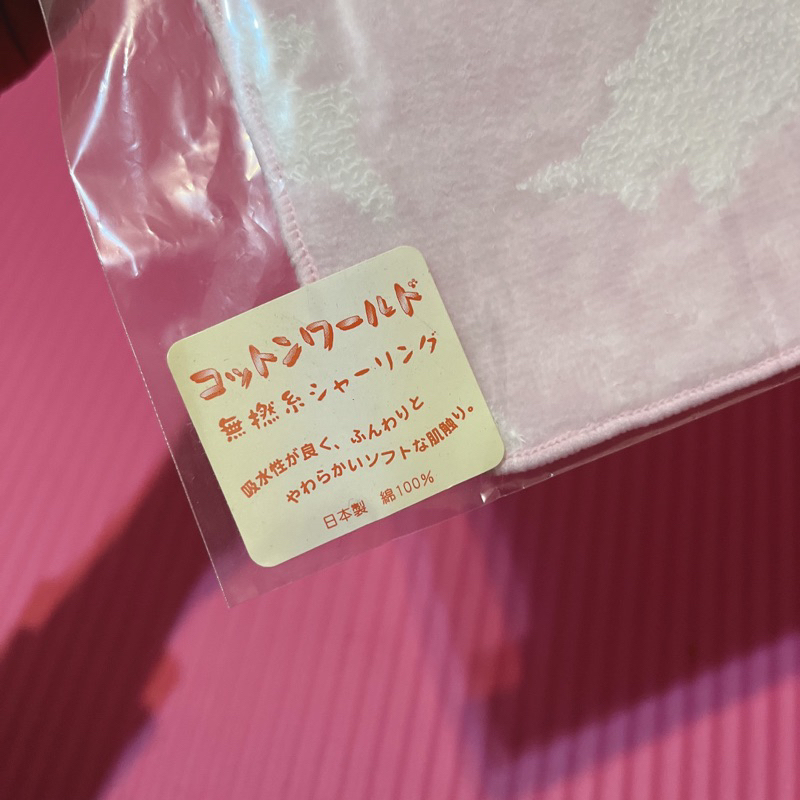 コットンワールド
無撚糸シャーリング
吸水性が良く、ふんわりと
やわらかいソフトな肌触り。
日本製 綿100%